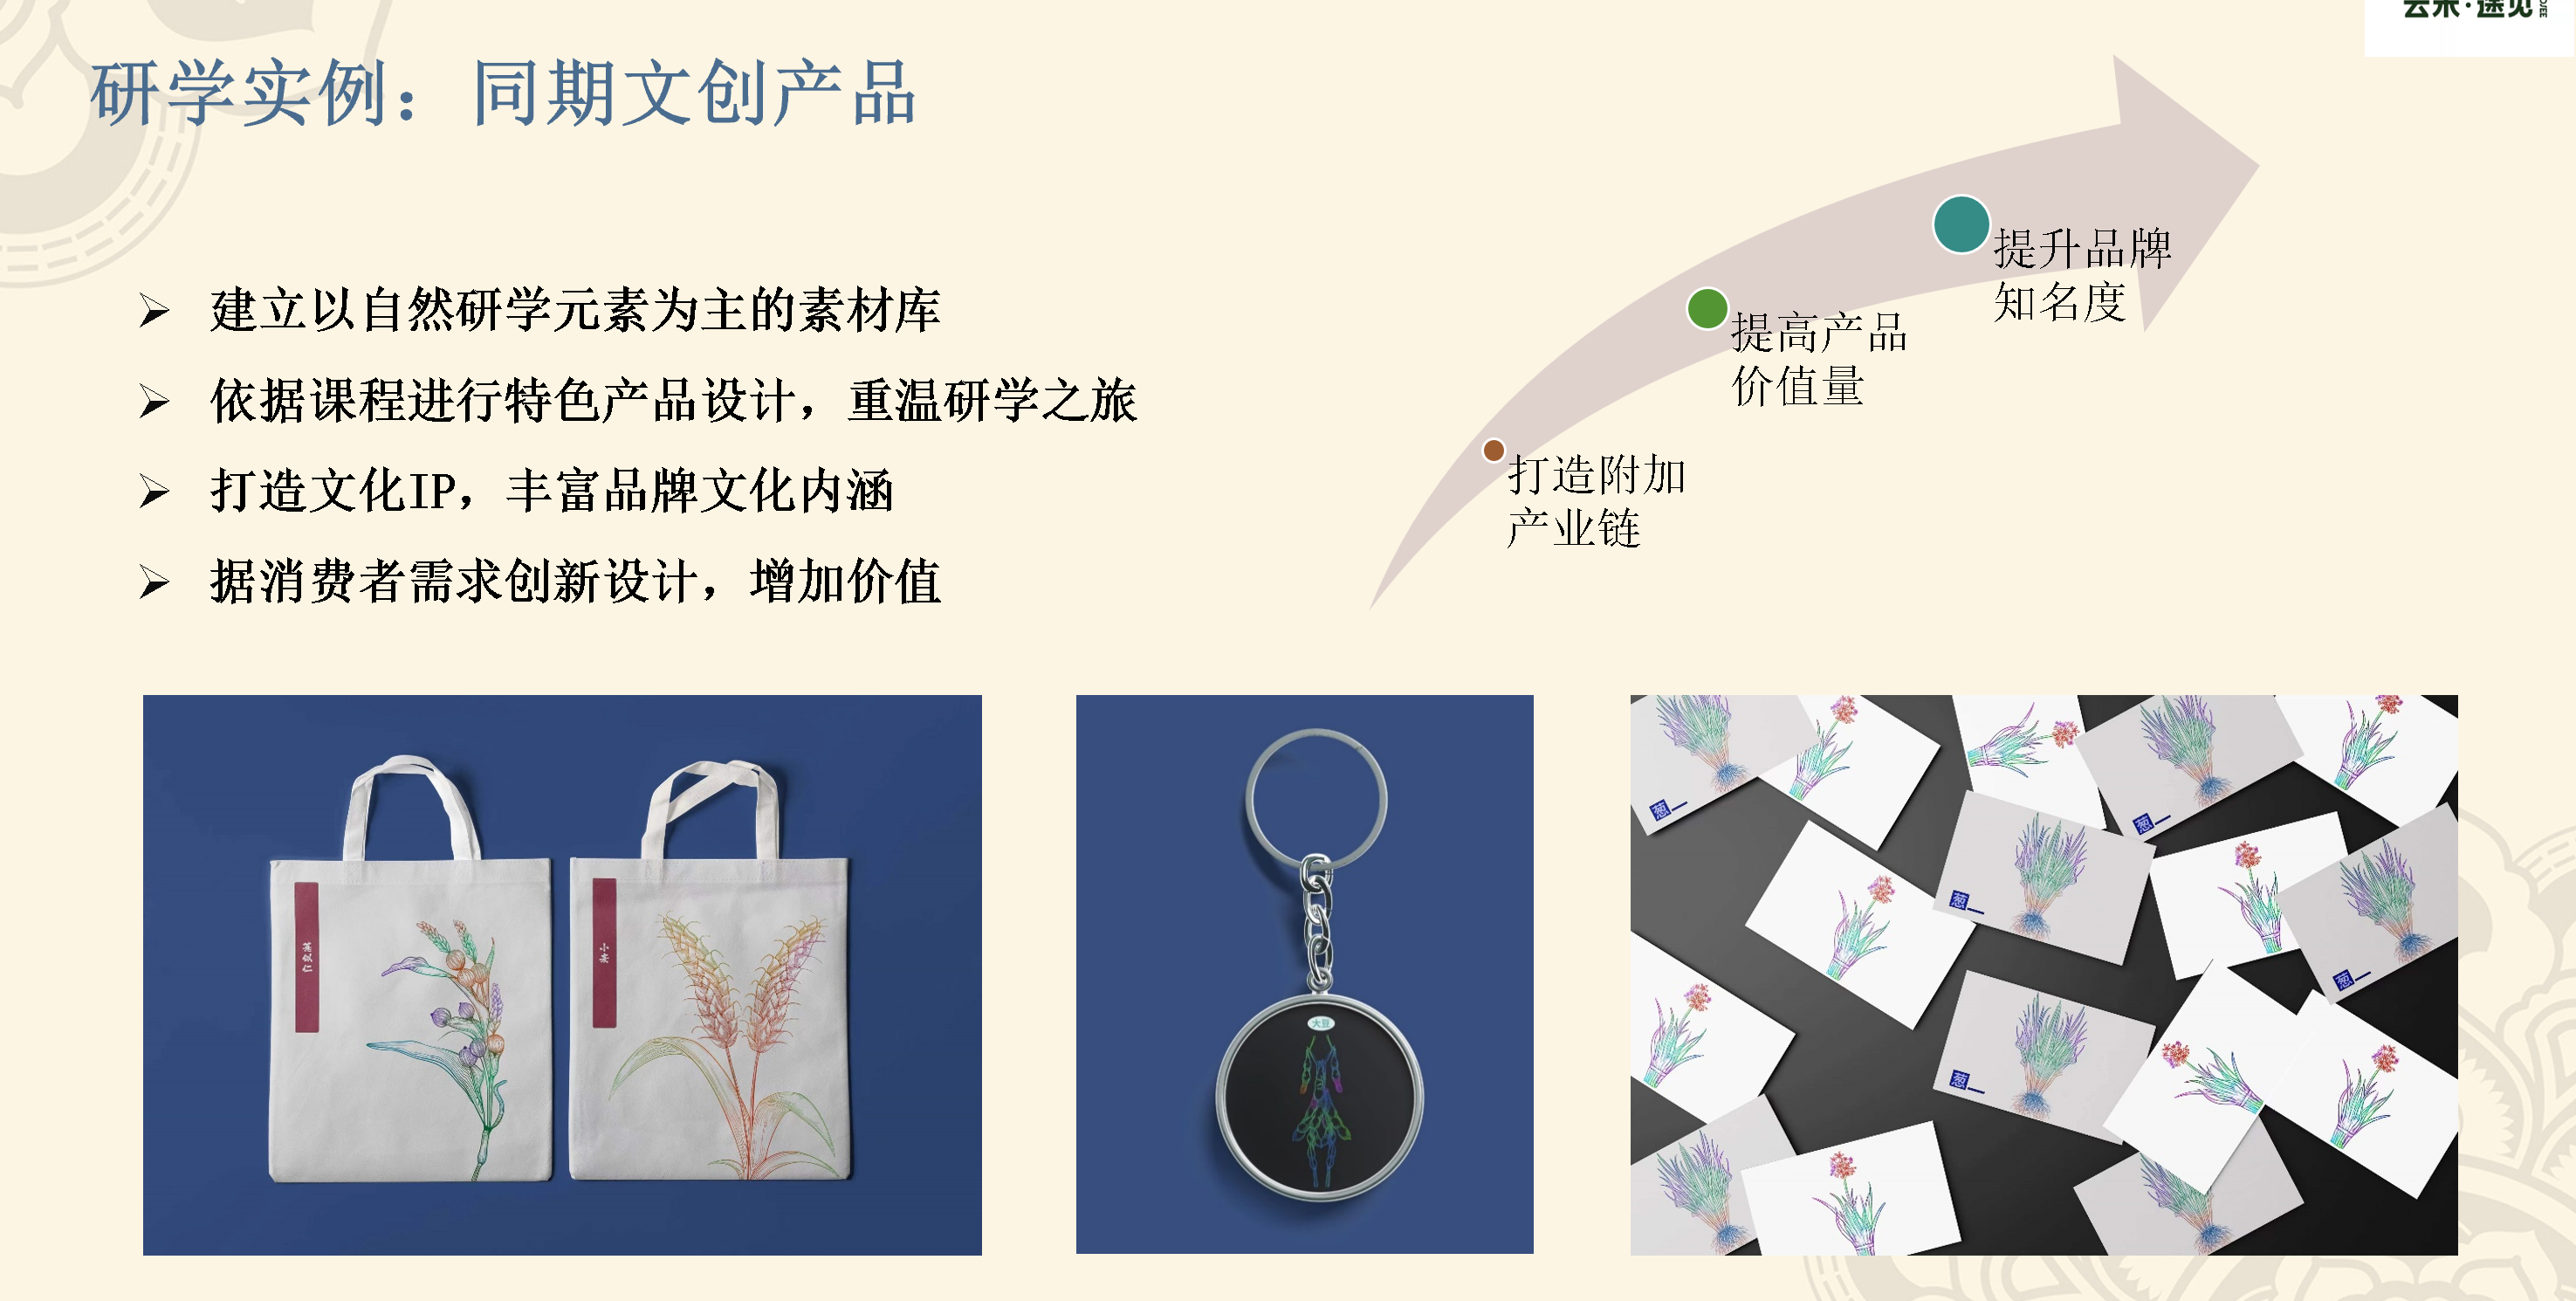 研学实例：同期文创产品
建立以自然研学元素为主的素材库
依据课程进行特色产品设计，重温研学之旅
打造文化IP，丰富品牌文化内涵
据消费者需求创新设计，增加价值
提升品牌
知名度
提高产品
价值量
打造附加
产业链
小麦
大豆
葱
葱
葱
葱
葱